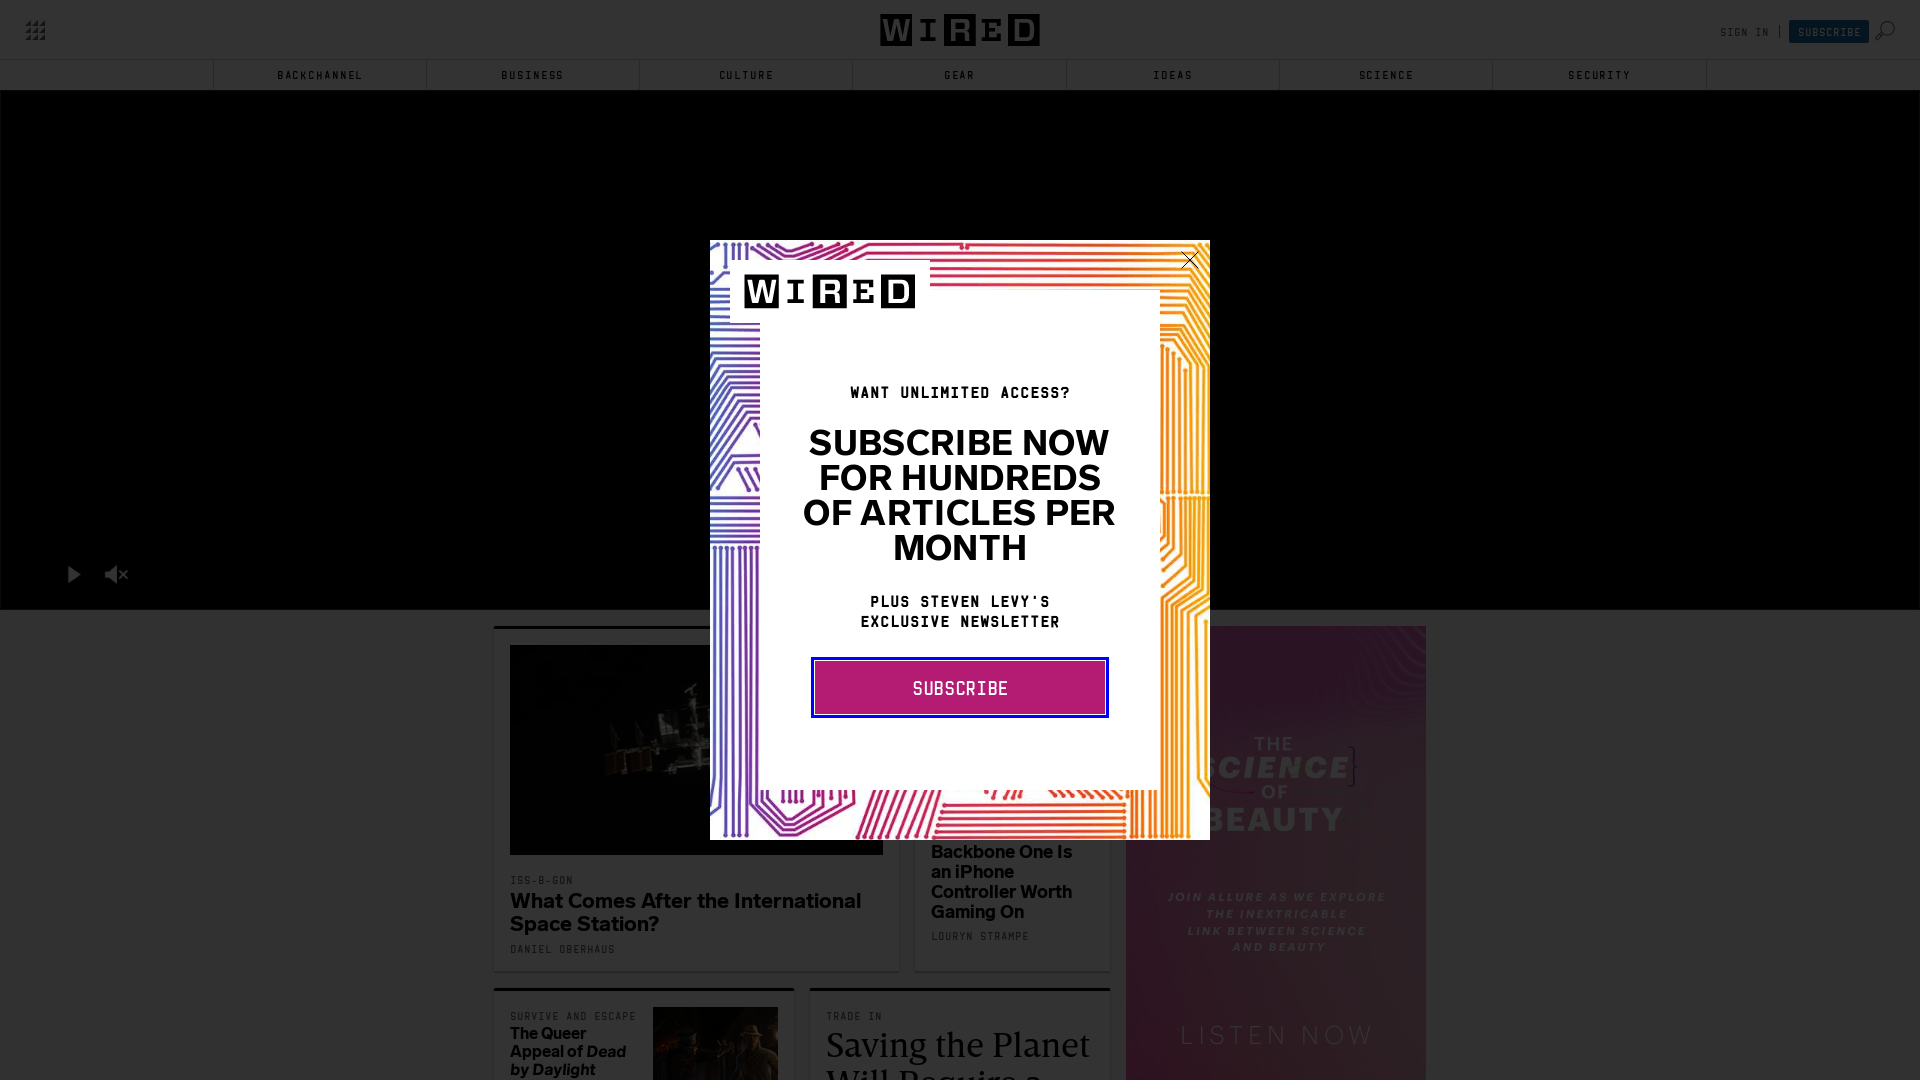 WIRED
SIGN IN
SUBSCRIBE
BACKCHANNEL
BUSINESS
CULTURE
GEAR
IDEAS
SCIENCE
SECURITY
WIRED
WANT UNLIMITED ACCESS?
SUBSCRIBE NOW
FOR HUNDREDS
OF ARTICLES PER
MONTH
PLUS STEVEN LEVY'S
EXCLUSIVE NEWSLETTER
SUBSCRIBE
ISS-B-GON
What Comes After the International
Space Station?
DANIEL OBERHAUS
Backbone One Is
an iPhone
Controller Worth
Gaming On
LOURYN STRAMPE
THE
SCIENCE
OF
BEAUTY
JOIN ALLURE AS WE EXPLORE
THE INEXTRICABLE
LINK BETWEEN SCIENCE
AND BEAUTY
LISTEN NOW
SURVIVE AND ESCAPE
The Queer
Appeal of Dead
by Daylight
TRADE IN
Saving the Planet
Will Require a